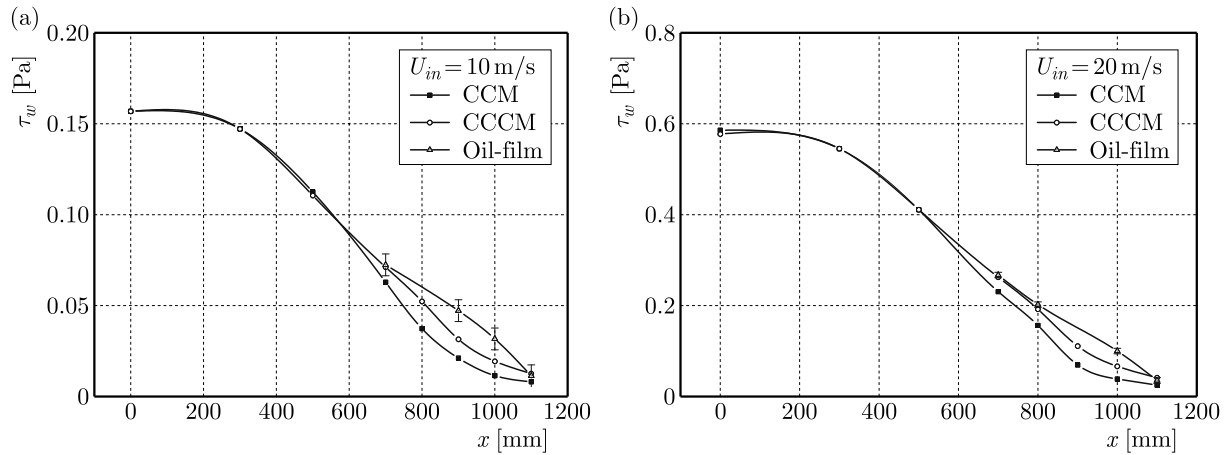 (a)
τw [Pa]
0.20
0.15
0.10
0.05
0
Uin = 10 m/s
CCM
CCCM
Oil-film
0 200 400 600 800 1000 1200
x [mm]
(b)
τw [Pa]
0.8
0.6
0.4
0.2
0
Uin = 20 m/s
CCM
CCCM
Oil-film
0 200 400 600 800 1000 1200
x [mm]